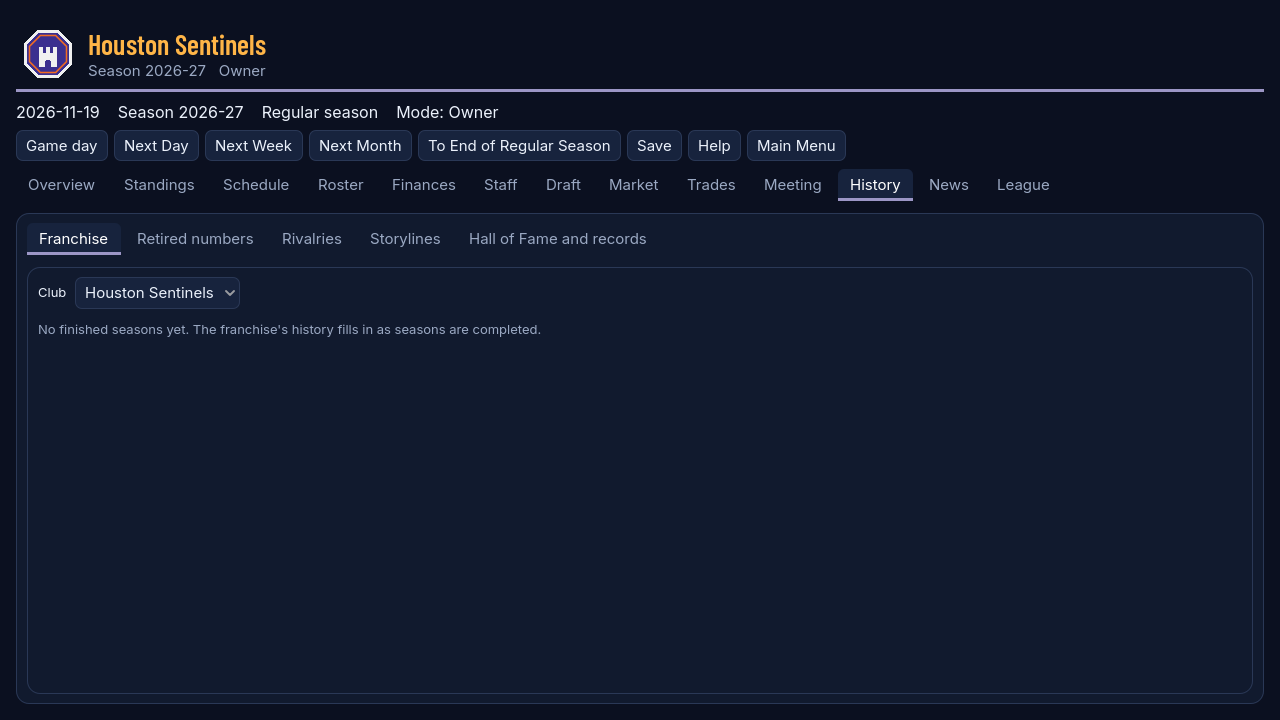 Houston Sentinels
Season 2026-27 Owner
2026-11-19 Season 2026-27 Regular season Mode: Owner
Game day Next Day Next Week Next Month To End of Regular Season Save Help Main Menu
Overview Standings Schedule Roster Finances Staff Draft Market Trades Meeting History News League
Franchise Retired numbers Rivalries Storylines Hall of Fame and records
Club Houston Sentinels
No finished seasons yet. The franchise's history fills in as seasons are completed.